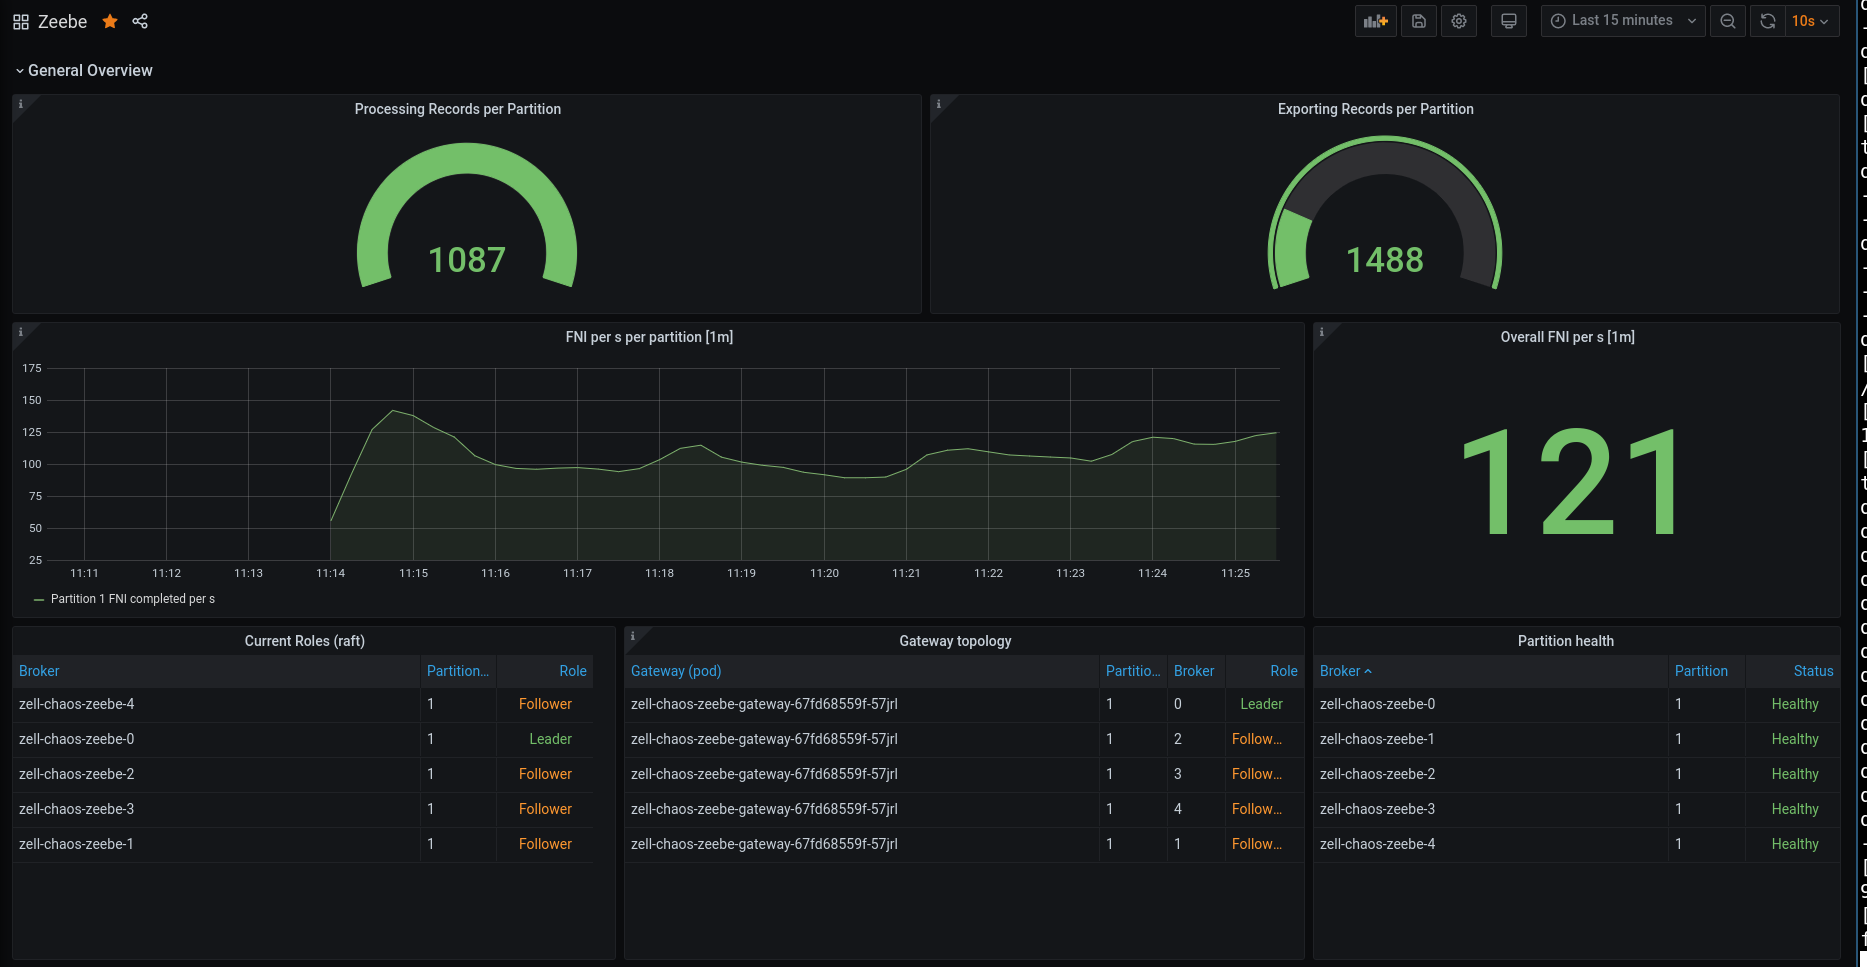 Zeebe
Last 15 minutes
10s
General Overview
Processing Records per Partition
1087
Exporting Records per Partition
1488
FNI per s per partition [1m]
175
150
125
100
75
50
25
11:11 11:12 11:13 11:14 11:15 11:16 11:17 11:18 11:19 11:20 11:21 11:22 11:23 11:24 11:25
Partition 1 FNI completed per s
Overall FNI per s [1m]
121
Current Roles (raft)
Broker Partition... Role
zell-chaos-zeebe-4 1 Follower
zell-chaos-zeebe-0 1 Leader
zell-chaos-zeebe-2 1 Follower
zell-chaos-zeebe-3 1 Follower
zell-chaos-zeebe-1 1 Follower
Gateway topology
Gateway (pod) Partitio... Broker Role
zell-chaos-zeebe-gateway-67fd68559f-57jrl 1 0 Leader
zell-chaos-zeebe-gateway-67fd68559f-57jrl 1 2 Follow...
zell-chaos-zeebe-gateway-67fd68559f-57jrl 1 3 Follow...
zell-chaos-zeebe-gateway-67fd68559f-57jrl 1 4 Follow...
zell-chaos-zeebe-gateway-67fd68559f-57jrl 1 1 Follow...
Partition health
Broker Partition Status
zell-chaos-zeebe-0 1 Healthy
zell-chaos-zeebe-1 1 Healthy
zell-chaos-zeebe-2 1 Healthy
zell-chaos-zeebe-3 1 Healthy
zell-chaos-zeebe-4 1 Healthy